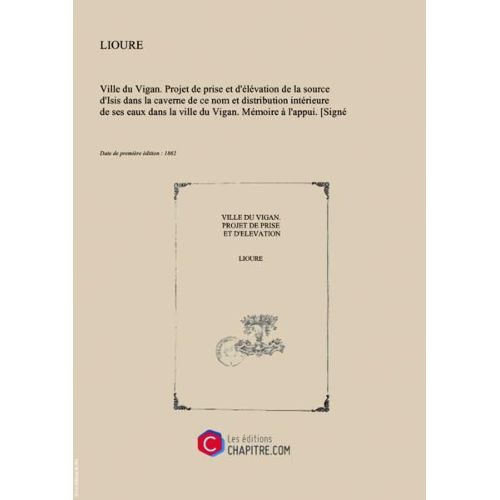 LIOURE
Ville du Vigan. Projet de prise et d'élévation de la source
d'Isis dans la caverne de ce nom et distribution intérieure
de ses eaux dans la ville du Vigan. Mémoire à l'appui. [Signé
Date de première édition : 1882
VILLE DU VIGAN.
PROJET DE PRISE
ET D'ELEVATION
LIOURE
Les éditions
CHAPITRE.COM